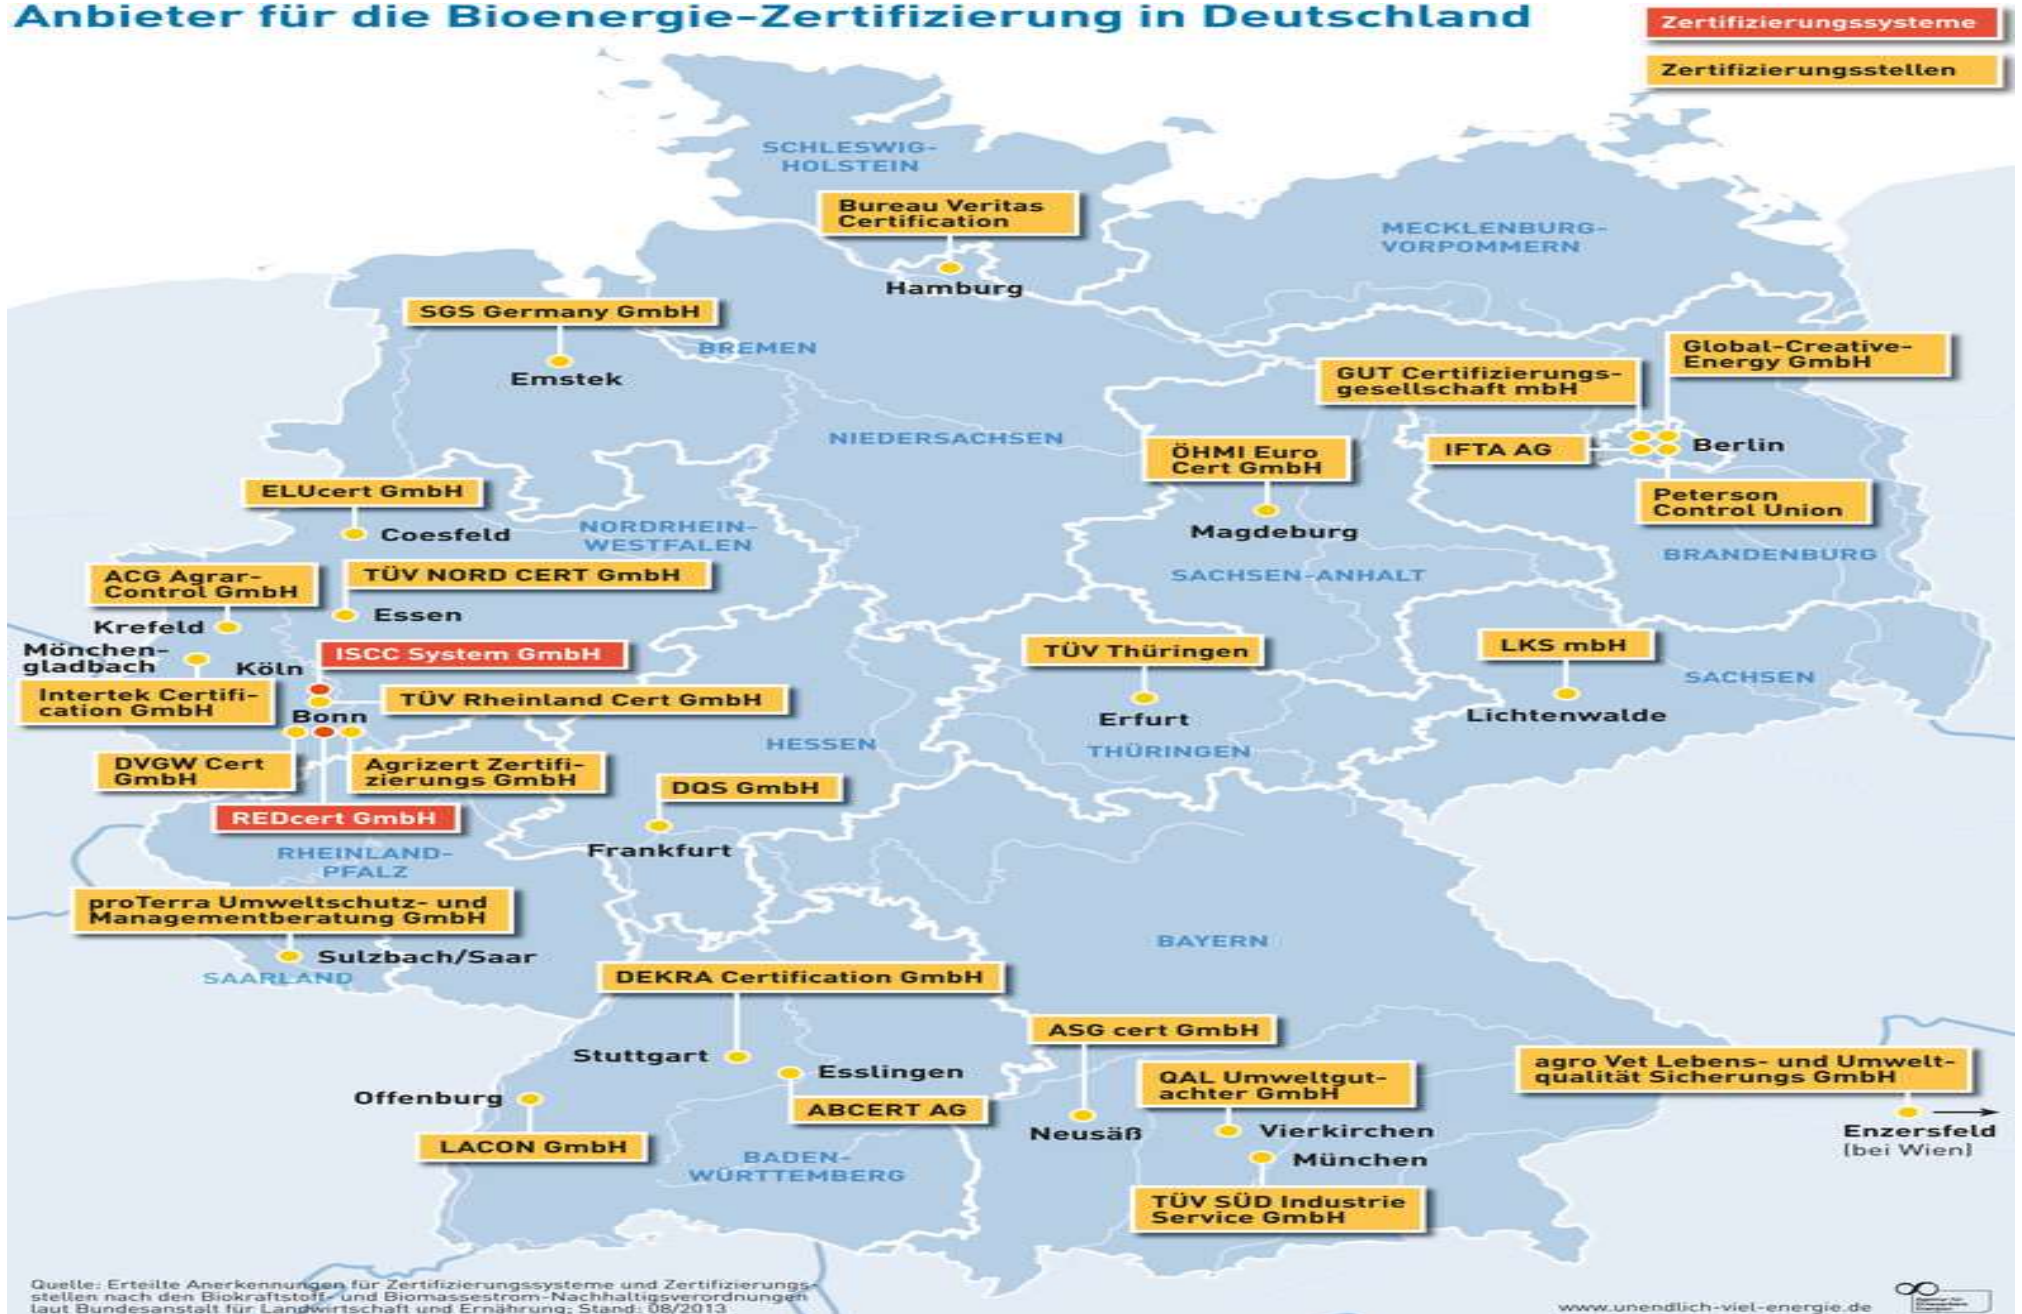 Anbieter für die Bioenergie-Zertifizierung in Deutschland
Zertifizierungssysteme
Zertifizierungsstellen
SCHLESWIG-
HOLSTEIN
Bureau Veritas
Certification
Hamburg
MECKLENBURG-
VORPOMMERN
SGS Germany GmbH
Emstek
BREMEN
NIEDERSACHSEN
Global-Creative-
Energy GmbH
GUT Certifizierungs-
gesellschaft mbH
IFTA AG
Berlin
Peterson
Control Union
BRANDENBURG
ÖHMI Euro
Cert GmbH
Magdeburg
SACHSEN-ANHALT
ELUcert GmbH
Coesfeld
NORDRHEIN-
WESTFALEN
ACG Agrar-
Control GmbH
Krefeld
TÜV NORD CERT GmbH
Essen
Mönchen-
gladbach
Intertek Certifi-
cation GmbH
Köln
ISCC System GmbH
TÜV Rheinland Cert GmbH
Bonn
DVGW Cert
GmbH
Agrizert Zertifi-
zierungs GmbH
REDcert GmbH
HESSEN
DQS GmbH
Frankfurt
TÜV Thüringen
Erfurt
THÜRINGEN
LKS mbH
Lichtenwalde
SACHSEN
RHEINLAND-
PFALZ
proTerra Umweltschutz- und
Managementberatung GmbH
Sulzbach/Saar
SAARLAND
BAYERN
DEKRA Certification GmbH
Stuttgart
Esslingen
ABCERT AG
Offenburg
LACON GmbH
BADEN-
WÜRTTEMBERG
ASG cert GmbH
Neusäß
QAL Umweltgut-
achter GmbH
Vierkirchen
München
TÜV SÜD Industrie
Service GmbH
agro Vet Lebens- und Umwelt-
qualität Sicherungs GmbH
Enzersfeld
(bei Wien)
Quelle: Erteilte Anerkennungen für Zertifizierungssysteme und Zertifizierungs-
stellen nach den Biokraftstoff- und Biomassestrom-Nachhaltigsverordnungen
laut Bundesanstalt für Landwirtschaft und Ernährung; Stand: 08/2013
www.unendlich-viel-energie.de